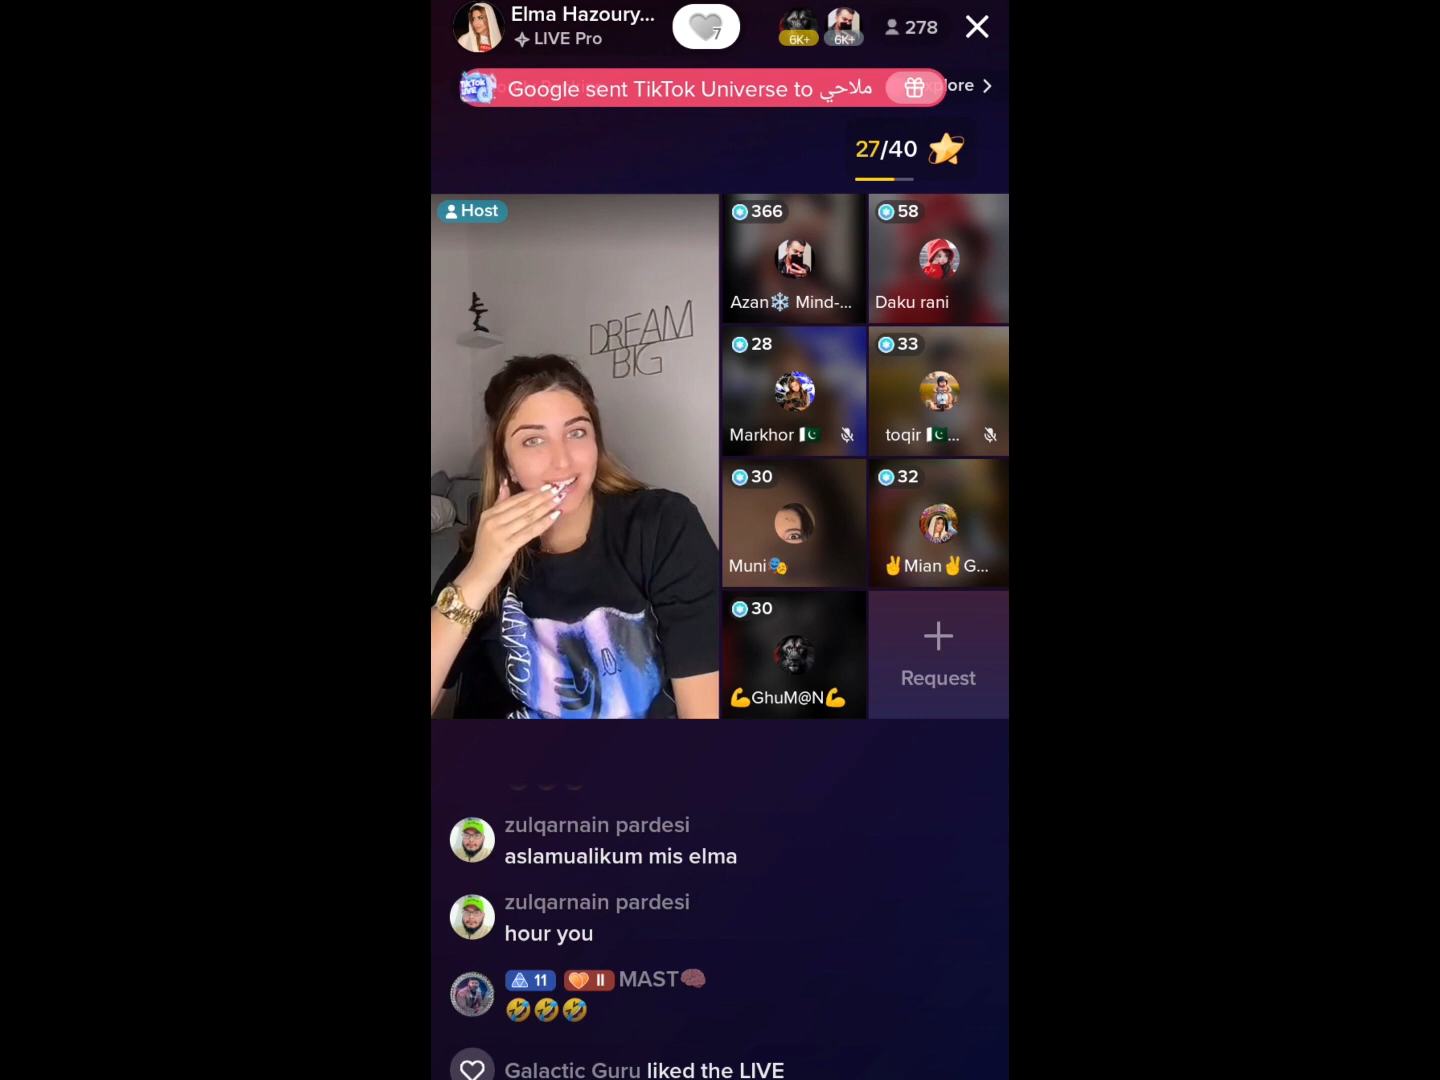 Elma Hazoury...
LIVE Pro
7
6K+
6K+
278
Google sent TikTok Universe to ملاحي
plore
27/40
Host
DREAM
BIG
366
Azan❄️ Mind-...
58
Daku rani
28
Markhor 🇵🇰
33
toqir 🇵🇰...
30
Muni🎭
32
✌️Mian✌️G...
30
💪GhuM@N💪
Request
zulqarnain pardesi
aslamualikum mis elma
zulqarnain pardesi
hour you
11 II MAST🧠
🤣🤣🤣
Galactic Guru liked the LIVE